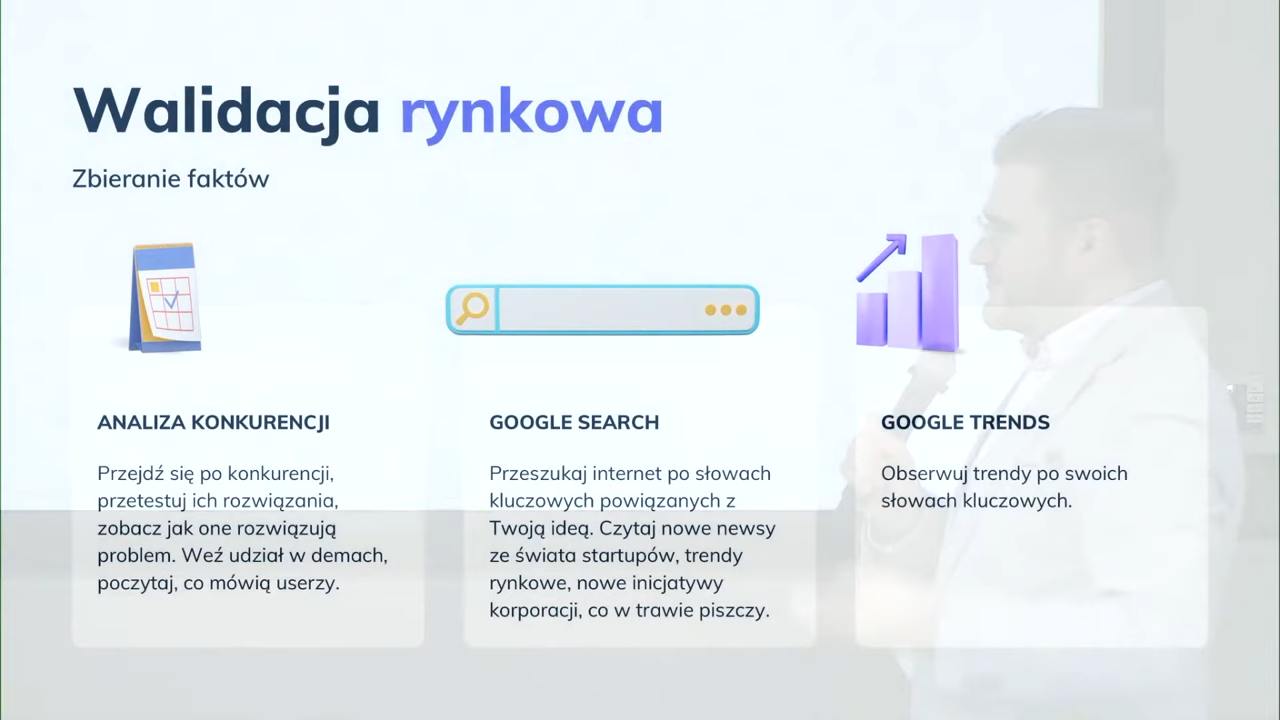 Walidacja rynkowa
Zbieranie faktów
ANALIZA KONKURENCJI
Przejdź się po konkurencji,
przetestuj ich rozwiązania,
zobacz jak one rozwiązują
problem. Weź udział w demach,
poczytaj, co mówią userzy.
GOOGLE SEARCH
Przeszukaj internet po słowach
kluczowych powiązanych z
Twoją ideą. Czytaj nowe newsy
ze świata startupów, trendy
rynkowe, nowe inicjatywy
korporacji, co w trawie piszczy.
GOOGLE TRENDS
Obserwuj trendy po swoich
słowach kluczowych.